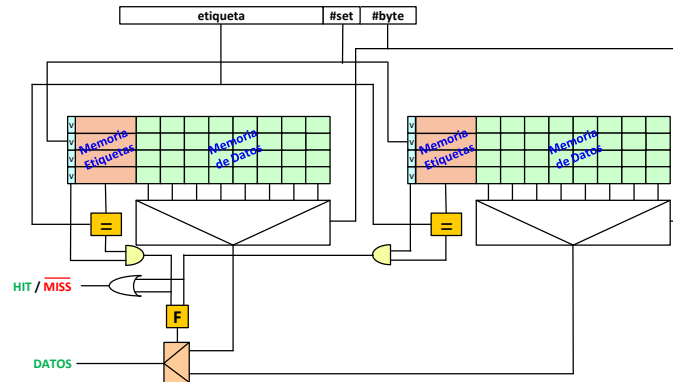 etiqueta #set #byte
V
V
V
V
Memoria
Etiquetas
Memoria
de Datos
V
V
V
V
Memoria
Etiquetas
Memoria
de Datos
=
=
HIT / MISS
F
DATOS